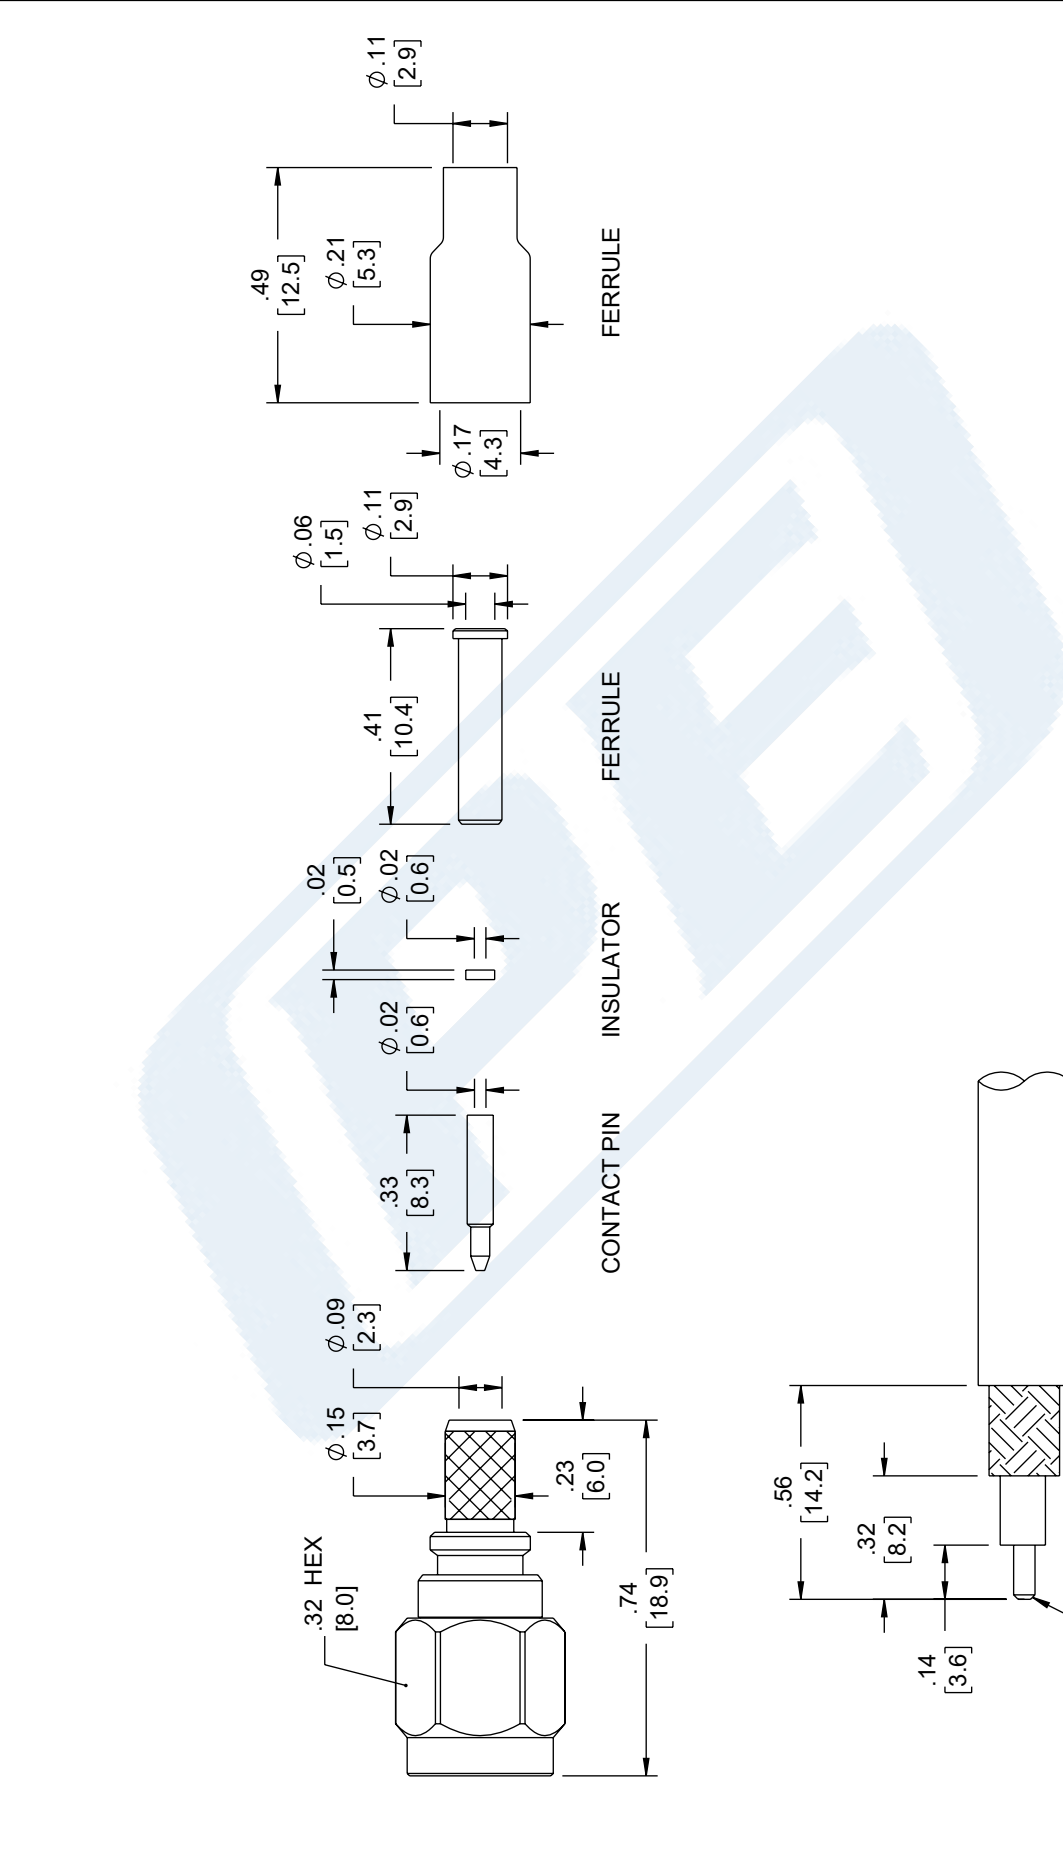 .32 HEX
[8.0]
Ø.15
[3.7]
Ø.09
[2.3]
.23
[6.0]
.74
[18.9]
.33
[8.3]
Ø.02
[0.6]
CONTACT PIN
.02
[0.5]
Ø.02
[0.6]
INSULATOR
.41
[10.4]
Ø.06
[1.5]
Ø.11
[2.9]
FERRULE
.49
[12.5]
Ø.21
[5.3]
Ø.17
[4.3]
Ø.11
[2.9]
FERRULE
.56
[14.2]
.32
[8.2]
.14
[3.6]
PE